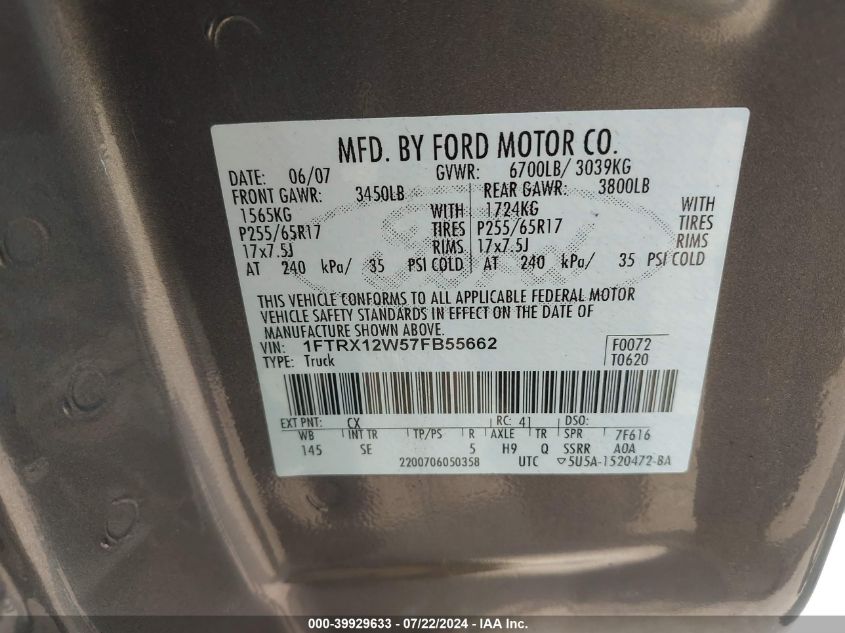 MFD. BY FORD MOTOR CO.
DATE: 06/07 GVWR: 6700LB/ 3039KG
FRONT GAWR: 3450LB REAR GAWR: 3800LB
1565KG WITH 1724KG WITH
P255/65R17 TIRES P255/65R17 TIRES
17x7.5J RIMS 17x7.5J RIMS
AT 240 kPa/ 35 PSI COLD AT 240 kPa/ 35 PSI COLD
THIS VEHICLE CONFORMS TO ALL APPLICABLE FEDERAL MOTOR
VEHICLE SAFETY STANDARDS IN EFFECT ON THE DATE OF
MANUFACTURE SHOWN ABOVE.
VIN: 1FTRX12W57FB55662 F0072
TYPE: Truck T0620
EXT PNT: CX RC: 41 DSO:
WB INT TR TP/PS R AXLE TR SPR 7F616
145 SE 5 H9 Q SSRR A0A
2200706050358 UTC ▽5U5A-1520472-BA
000-39929633 - 07/22/2024 - IAA Inc.